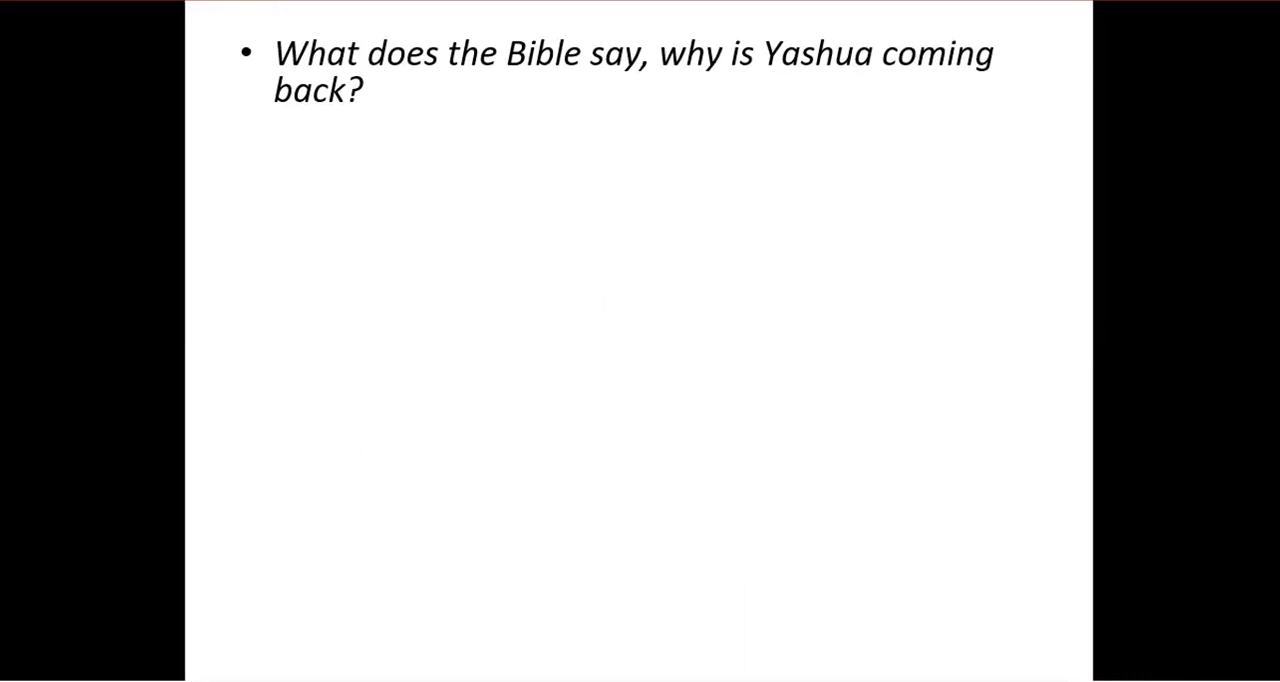 • What does the Bible say, why is Yashua coming
back?